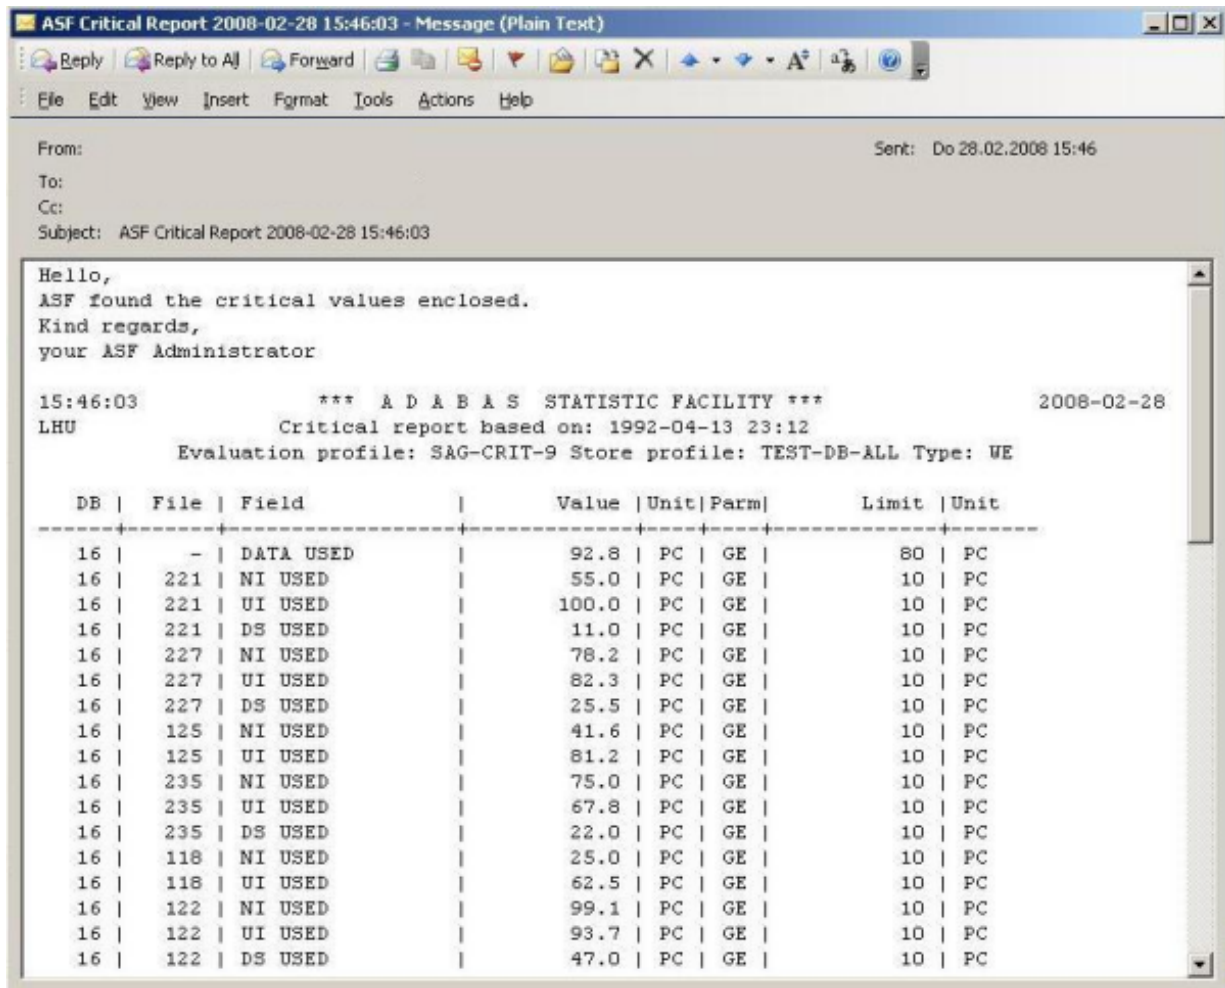 ASF Critical Report 2008-02-28 15:46:03 - Message (Plain Text)
Reply Reply to All Forward
File Edit View Insert Format Tools Actions Help
From: Sent: Do 28.02.2008 15:46
To:
Cc:
Subject: ASF Critical Report 2008-02-28 15:46:03
Hello,
ASF found the critical values enclosed.
Kind regards,
your ASF Administrator
15:46:03 *** A D A B A S STATISTIC FACILITY *** 2008-02-28
LHU Critical report based on: 1992-04-13 23:12
Evaluation profile: SAG-CRIT-9 Store profile: TEST-DB-ALL Type: WE
DB | File | Field | Value |Unit|Parm| Limit |Unit
16 | - | DATA USED | 92.8 | PC | GE | 80 | PC
16 | 221 | NI USED | 55.0 | PC | GE | 10 | PC
16 | 221 | UI USED | 100.0 | PC | GE | 10 | PC
16 | 221 | DS USED | 11.0 | PC | GE | 10 | PC
16 | 227 | NI USED | 78.2 | PC | GE | 10 | PC
16 | 227 | UI USED | 82.3 | PC | GE | 10 | PC
16 | 227 | DS USED | 25.5 | PC | GE | 10 | PC
16 | 125 | NI USED | 41.6 | PC | GE | 10 | PC
16 | 125 | UI USED | 81.2 | PC | GE | 10 | PC
16 | 235 | NI USED | 75.0 | PC | GE | 10 | PC
16 | 235 | UI USED | 67.8 | PC | GE | 10 | PC
16 | 235 | DS USED | 22.0 | PC | GE | 10 | PC
16 | 118 | NI USED | 25.0 | PC | GE | 10 | PC
16 | 118 | UI USED | 62.5 | PC | GE | 10 | PC
16 | 122 | NI USED | 99.1 | PC | GE | 10 | PC
16 | 122 | UI USED | 93.7 | PC | GE | 10 | PC
16 | 122 | DS USED | 47.0 | PC | GE | 10 | PC